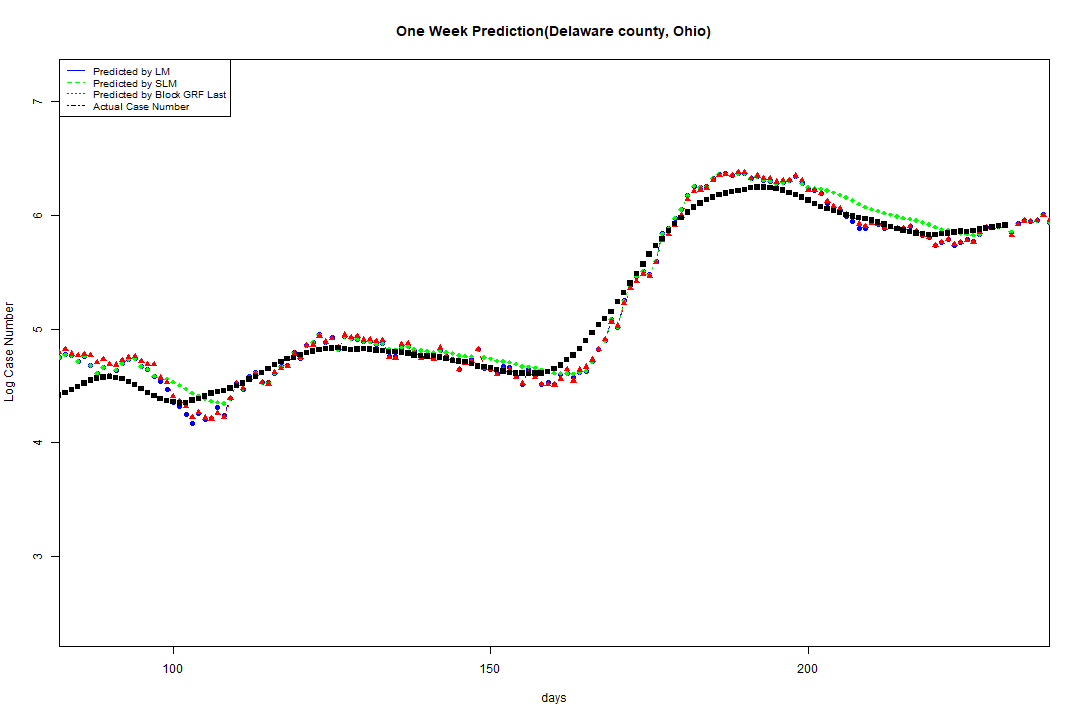 One Week Prediction(Delaware county, Ohio)
Predicted by LM
Predicted by SLM
Predicted by Block GRF Last
Actual Case Number
7
6
5
4
3
Log Case Number
100 150 200
days